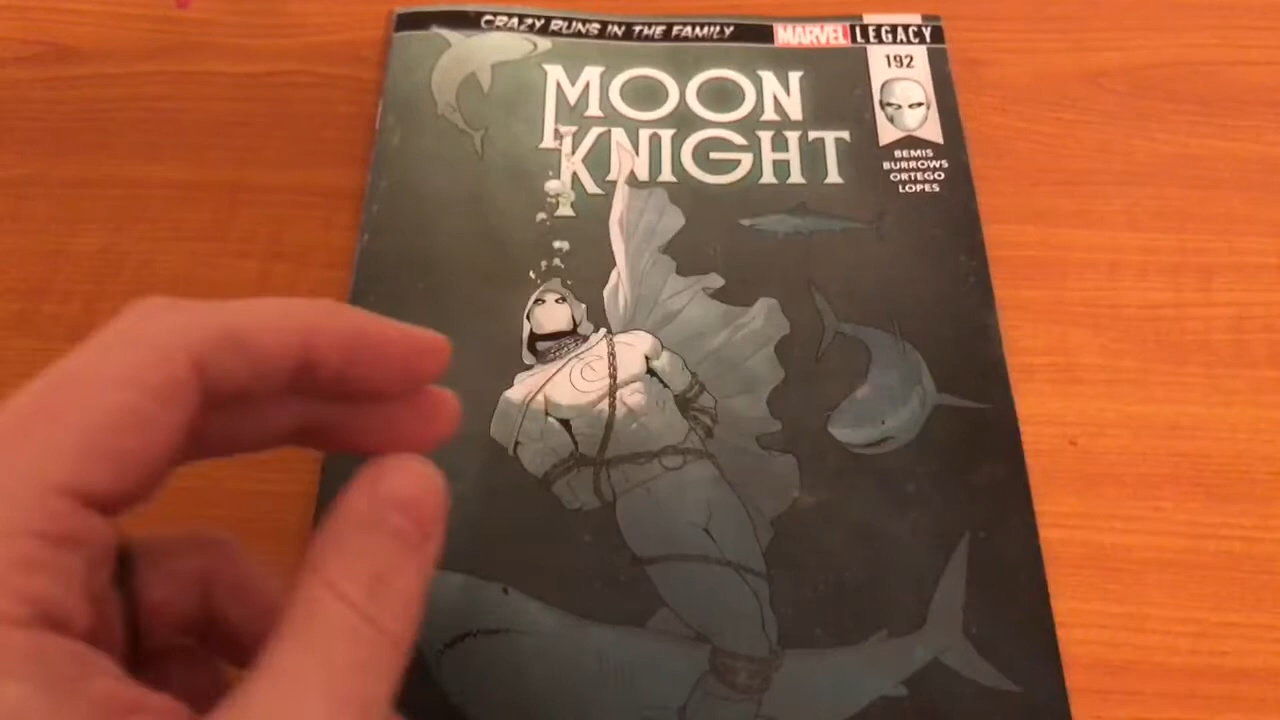 CRAZY RUNS IN THE FAMILY
MARVEL LEGACY
MOON
KNIGHT
192
BEMIS
BURROWS
ORTEGO
LOPES